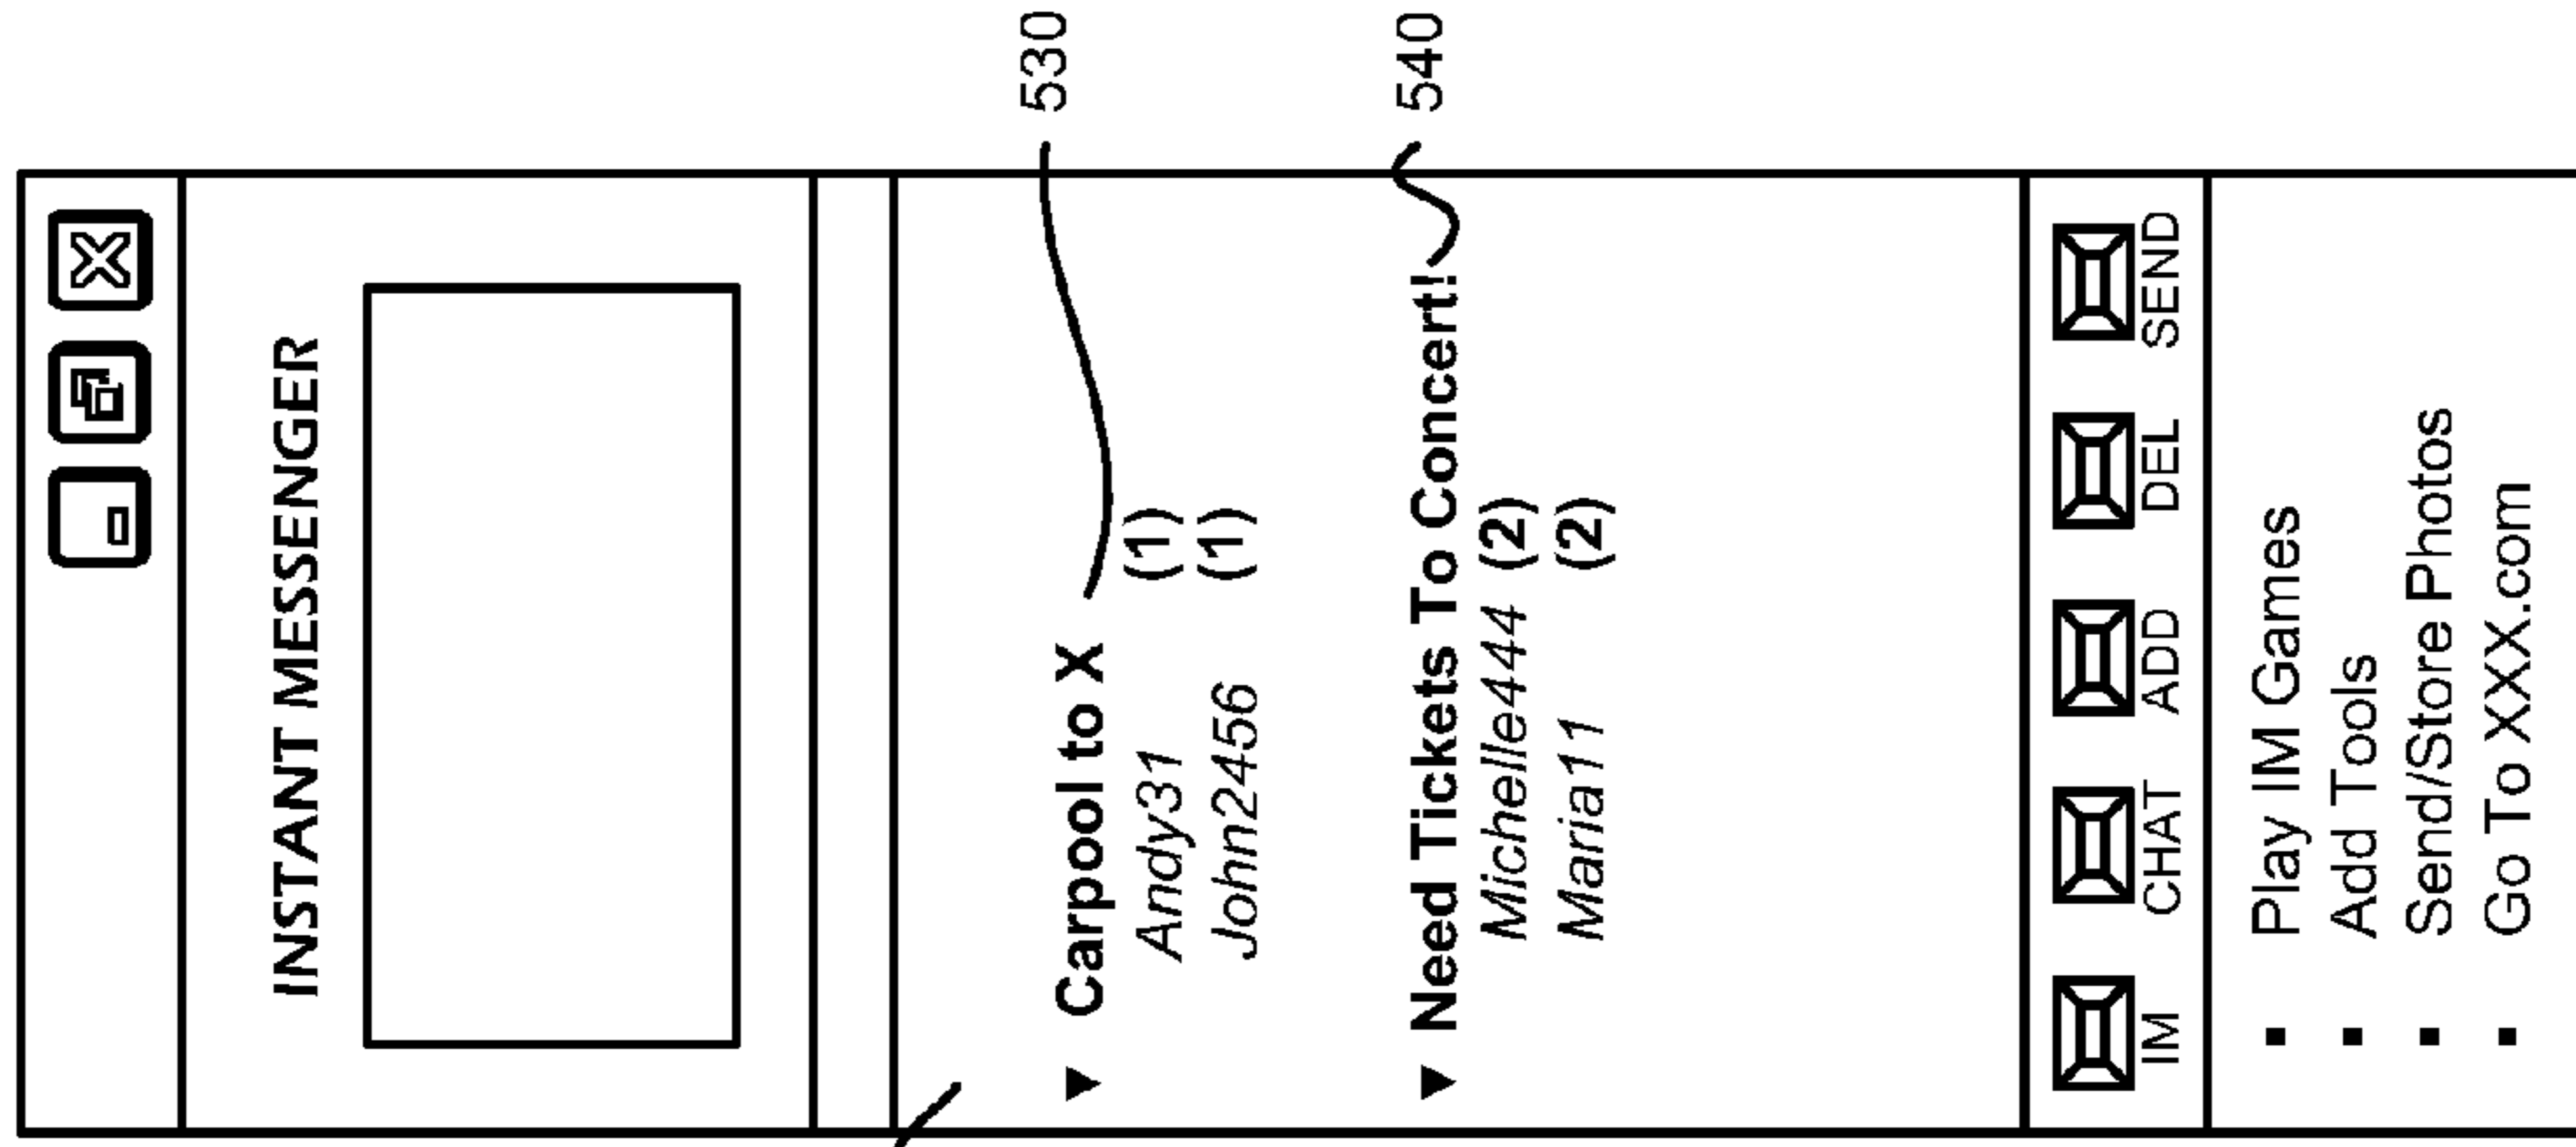 INSTANT MESSENGER
Carpool to X
530
Andy31 (1)
John2456 (1)
Need Tickets To Concert!
540
Michelle444 (2)
Maria11 (2)
IM CHAT ADD DEL SEND
Play IM Games
Add Tools
Send/Store Photos
Go To XXX.com